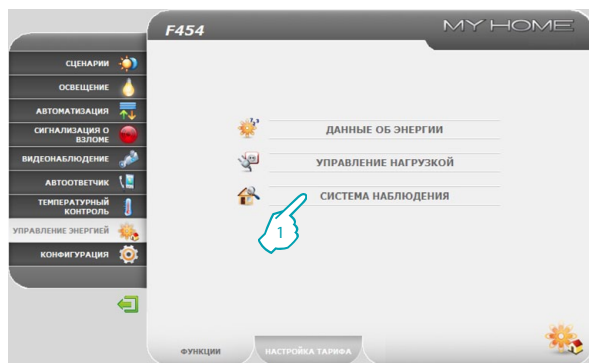 F454
MY HOME
СЦЕНАРИИ
ОСВЕЩЕНИЕ
АВТОМАТИЗАЦИЯ
СИГНАЛИЗАЦИЯ О
ВЗЛОМЕ
ВИДЕОНАБЛЮДЕНИЕ
АВТООТВЕТЧИК
ТЕМПЕРАТУРНЫЙ
КОНТРОЛЬ
УПРАВЛЕНИЕ ЭНЕРГИЕЙ
КОНФИГУРАЦИЯ
ДАННЫЕ ОБ ЭНЕРГИИ
УПРАВЛЕНИЕ НАГРУЗКОЙ
СИСТЕМА НАБЛЮДЕНИЯ
1
ФУНКЦИИ
НАСТРОЙКА ТАРИФА